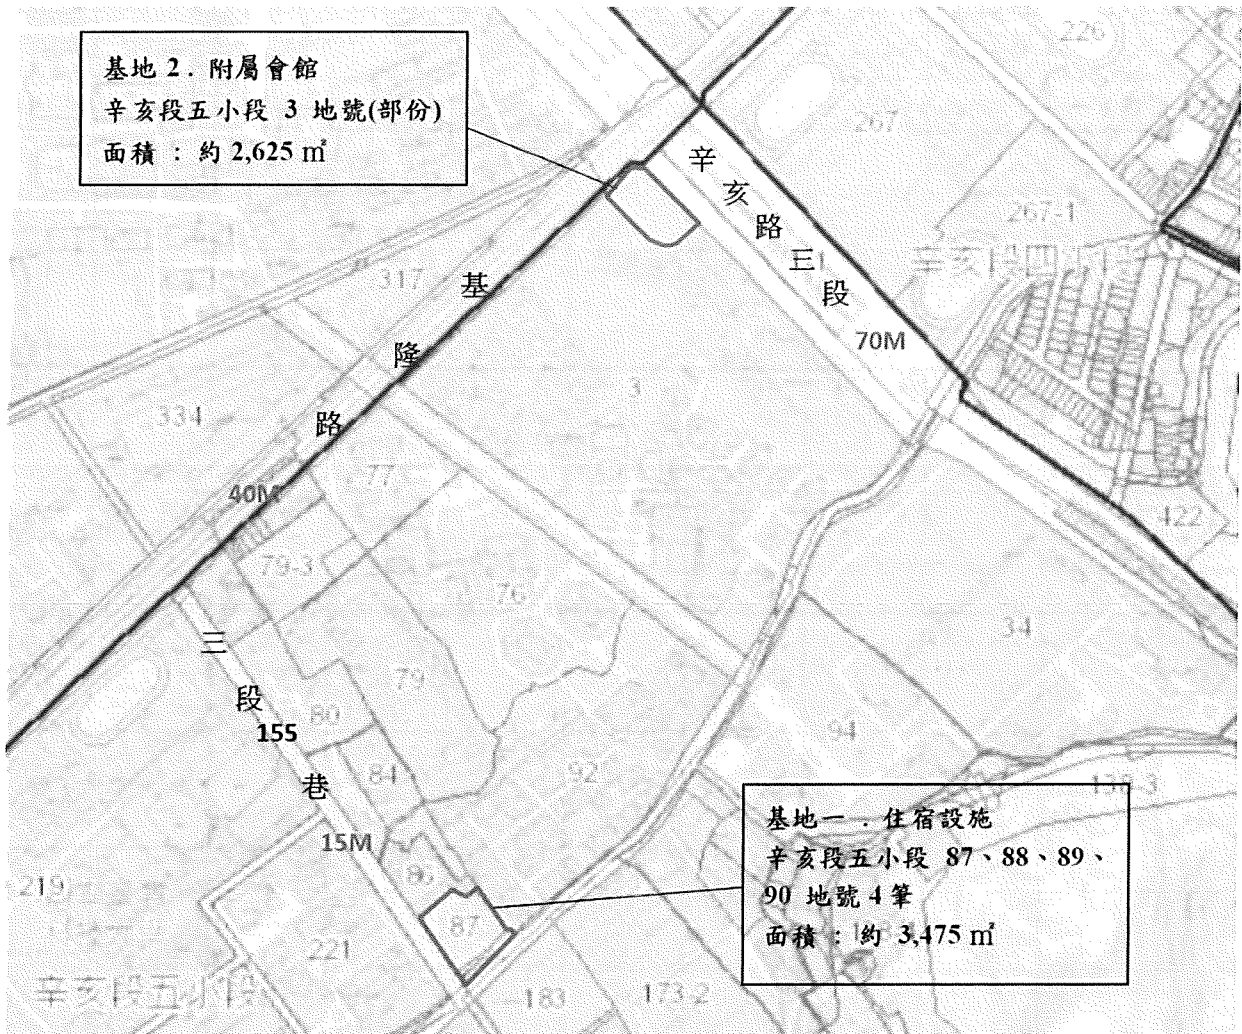 基地 2. 附屬會館
辛亥段五小段 3 地號(部份)
面積 : 約 2,625 ㎡
226
267
267-1
辛亥路三段
70M
辛亥段四小段
317
基隆路
334
3
77
40M
422
79-3
76
34
三段155巷
79
80
94
84
92
138-3
15M
86
219
87
221
基地一 . 住宿設施
辛亥段五小段 87、88、89、
90 地號 4 筆
面積 : 約 3,475 ㎡
辛亥段五小段
183
173-2